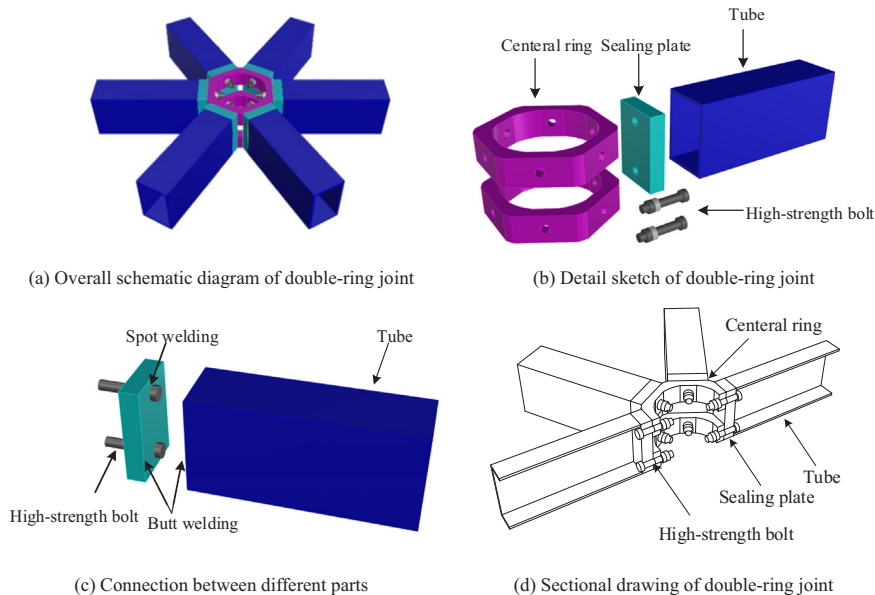 Tube
Centeral ring
Sealing plate
High-strength bolt
(a) Overall schematic diagram of double-ring joint
(b) Detail sketch of double-ring joint
Spot welding
Tube
High-strength bolt
Butt welding
Centeral ring
Tube
Sealing plate
High-strength bolt
(c) Connection between different parts
(d) Sectional drawing of double-ring joint